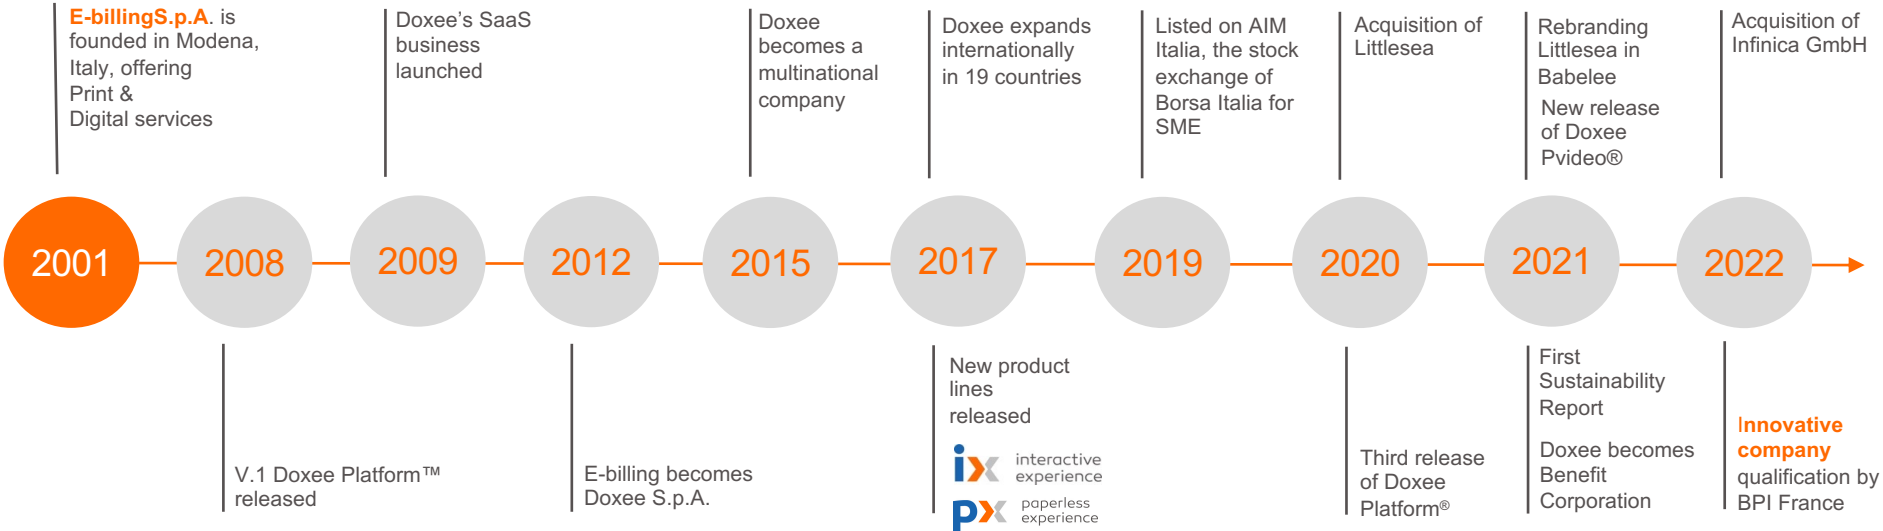 E-billingS.p.A. is
founded in Modena,
Italy, offering
Print &
Digital services
Doxee's SaaS
business
launched
Doxee
becomes a
multinational
company
Doxee expands
internationally
in 19 countries
Listed on AIM
Italia, the stock
exchange of
Borsa Italia for
SME
Acquisition of
Littlesea
Rebranding
Littlesea in
Babelee
New release
of Doxee
Pvideo®
Acquisition of
Infinica GmbH
2001
2008
2009
2012
2015
2017
2019
2020
2021
2022
V.1 Doxee Platform™
released
E-billing becomes
Doxee S.p.A.
New product
lines
released
ix interactive
experience
px paperless
experience
Third release
of Doxee
Platform®
First
Sustainability
Report
Doxee becomes
Benefit
Corporation
Innovative
company
qualification by
BPI France